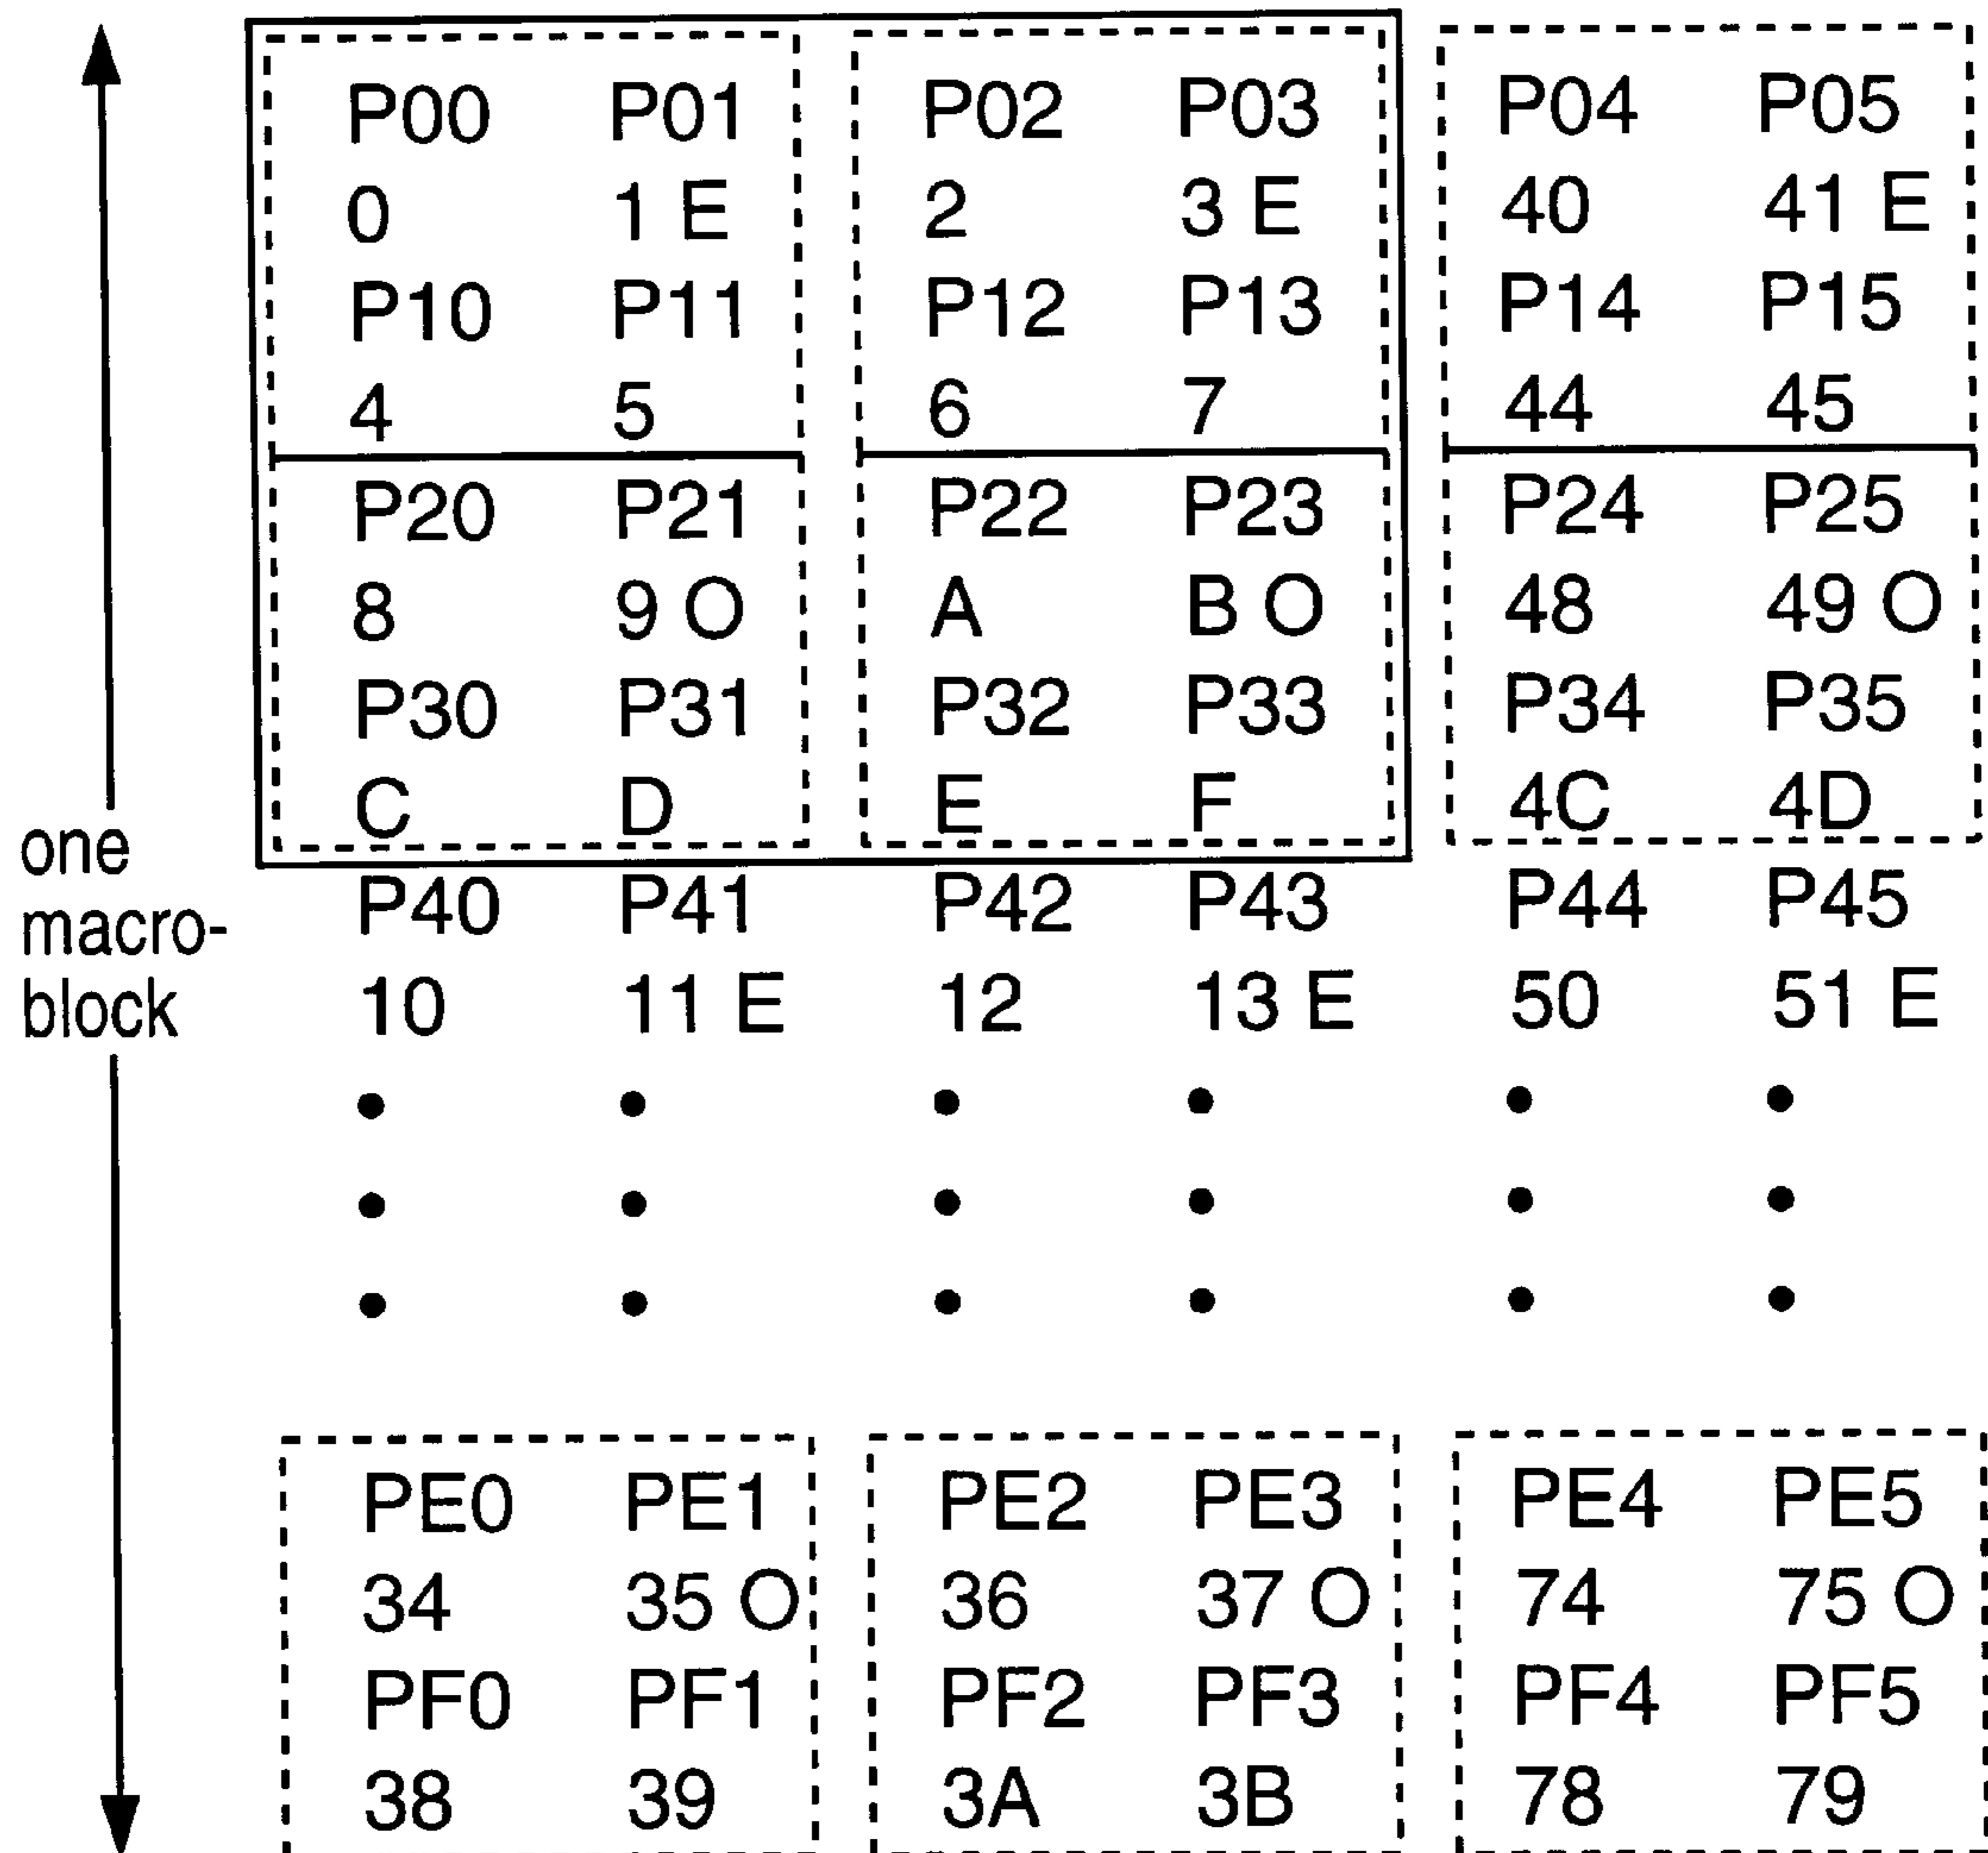 P00 P01 P02 P03 P04 P05
0 1 E 2 3 E 40 41 E
P10 P11 P12 P13 P14 P15
4 5 6 7 44 45
P20 P21 P22 P23 P24 P25
8 9 O A B O 48 49 O
P30 P31 P32 P33 P34 P35
C D E F 4C 4D
one
macro-
block
P40 P41 P42 P43 P44 P45
10 11 E 12 13 E 50 51 E
PE0 PE1 PE2 PE3 PE4 PE5
34 35 O 36 37 O 74 75 O
PF0 PF1 PF2 PF3 PF4 PF5
38 39 3A 3B 78 79